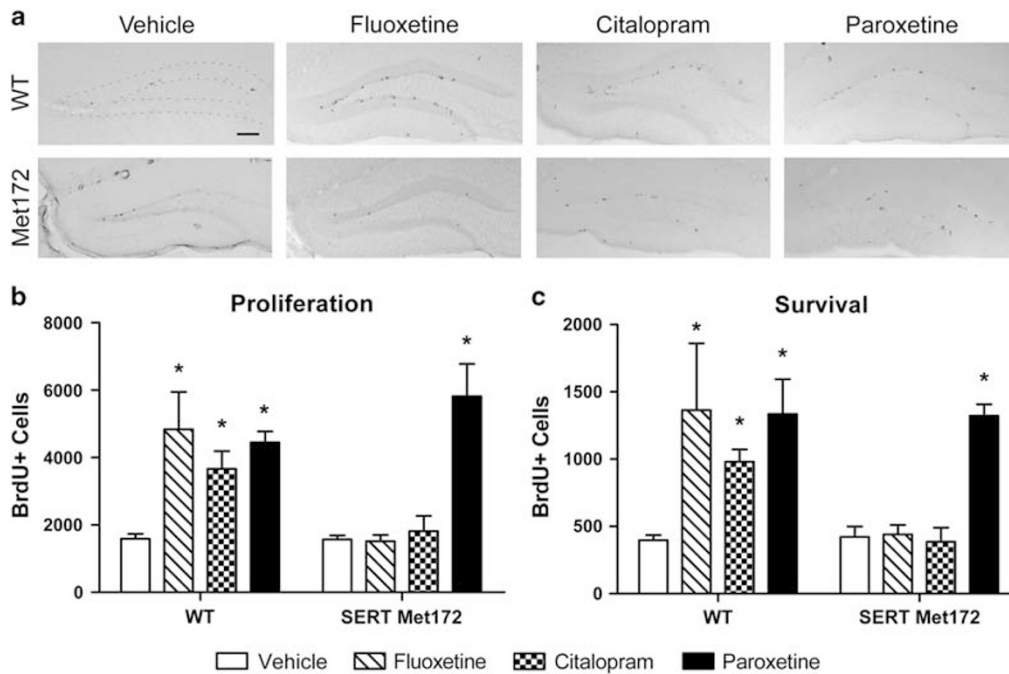 a
Vehicle Fluoxetine Citalopram Paroxetine
WT
Met172
b
Proliferation
8000
6000
4000
2000
0
BrdU+ Cells
* * * *
WT SERT Met172
c
Survival
2000
1500
1000
500
0
BrdU+ Cells
* * * *
WT SERT Met172
Vehicle Fluoxetine Citalopram Paroxetine